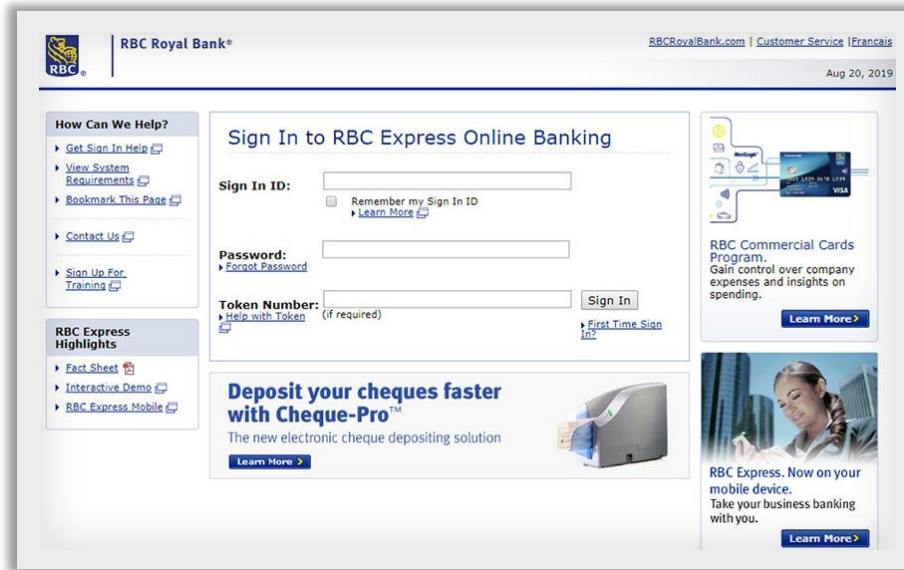 RBC
RBC Royal Bank®
RBCRoyalBank.com | Customer Service |Francais
Aug 20, 2019
How Can We Help?
Get Sign In Help
View System
Requirements
Bookmark This Page
Contact Us
Sign Up For
Training
RBC Express
Highlights
Fact Sheet
Interactive Demo
RBC Express Mobile
Sign In to RBC Express Online Banking
Sign In ID:
Remember my Sign In ID
Learn More
Password:
Forgot Password
Token Number:
(if required)
Help with Token
Sign In
First Time Sign
In?
Deposit your cheques faster
with Cheque-Pro™
The new electronic cheque depositing solution
Learn More >
VISA
RBC Commercial Cards
Program.
Gain control over company
expenses and insights on
spending.
Learn More >
RBC Express. Now on your
mobile device.
Take your business banking
with you.
Learn More >